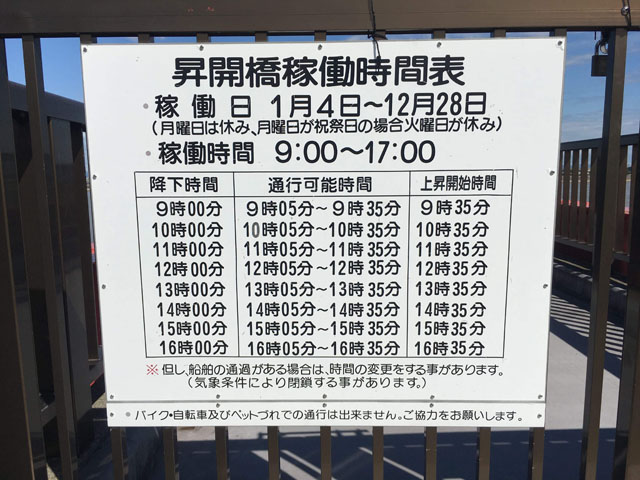 昇開橋稼働時間表
・稼働日 1月4日～12月28日
(月曜日は休み、月曜日が祝祭日の場合火曜日が休み)
・稼働時間 9:00～17:00
降下時間 通行可能時間 上昇開始時間
9時00分 9時05分～9時35分 9時35分
10時00分 10時05分～10時35分 10時35分
11時00分 11時05分～11時35分 11時35分
12時00分 12時05分～12時35分 12時35分
13時00分 13時05分～13時35分 13時35分
14時00分 14時05分～14時35分 14時35分
15時00分 15時05分～15時35分 15時35分
16時00分 16時05分～16時35分 16時35分
※但し、船舶の通過がある場合は、時間の変更をする事があります。
(気象条件により閉鎖する事があります。)
・バイク・自転車及びペットづれでの通行は出来ません。ご協力をお願いします。